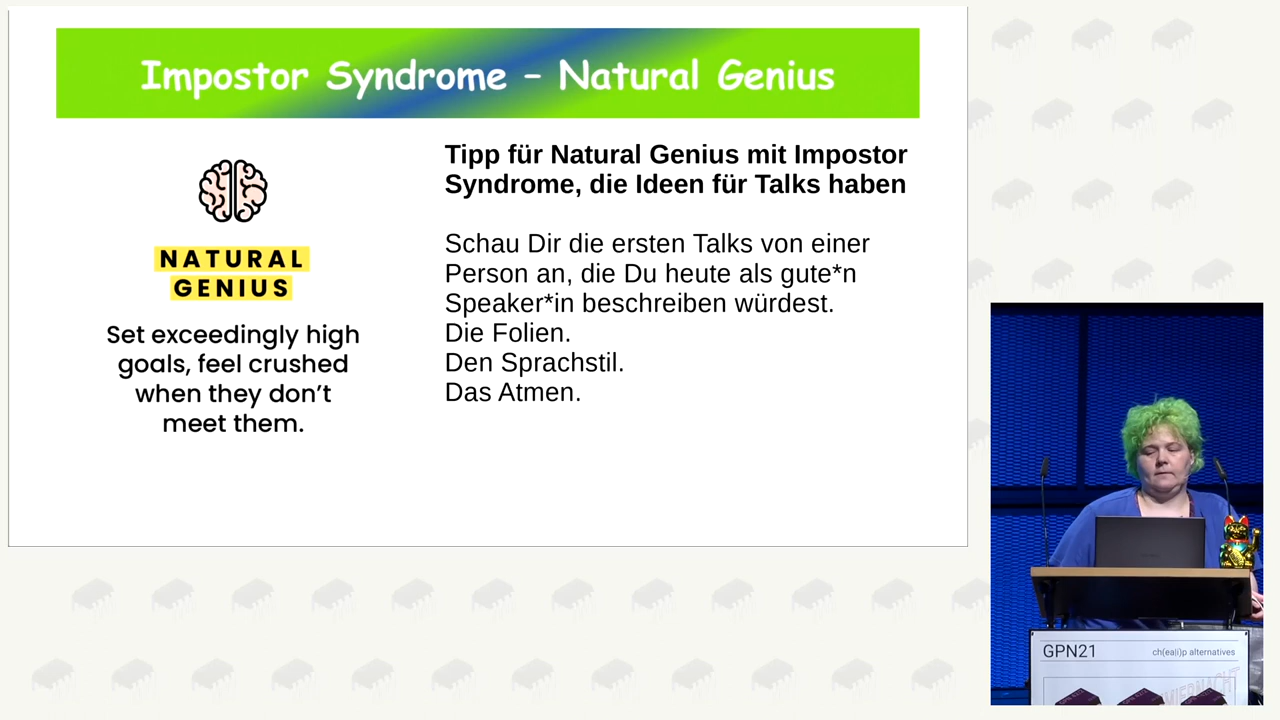 Impostor Syndrome – Natural Genius
NATURAL
GENIUS
Set exceedingly high
goals, feel crushed
when they don't
meet them.
Tipp für Natural Genius mit Impostor
Syndrome, die Ideen für Talks haben
Schau Dir die ersten Talks von einer
Person an, die Du heute als gute*n
Speaker*in beschreiben würdest.
Die Folien.
Den Sprachstil.
Das Atmen.
GPN21
ch(ea|i)p alternatives